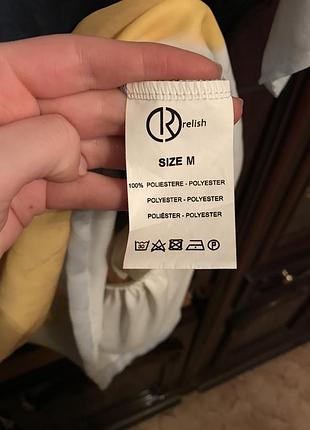 R relish
SIZE M
100% POLIESTERE - POLYESTER
POLYESTER - POLYESTER
POLIÉSTER - POLYESTER